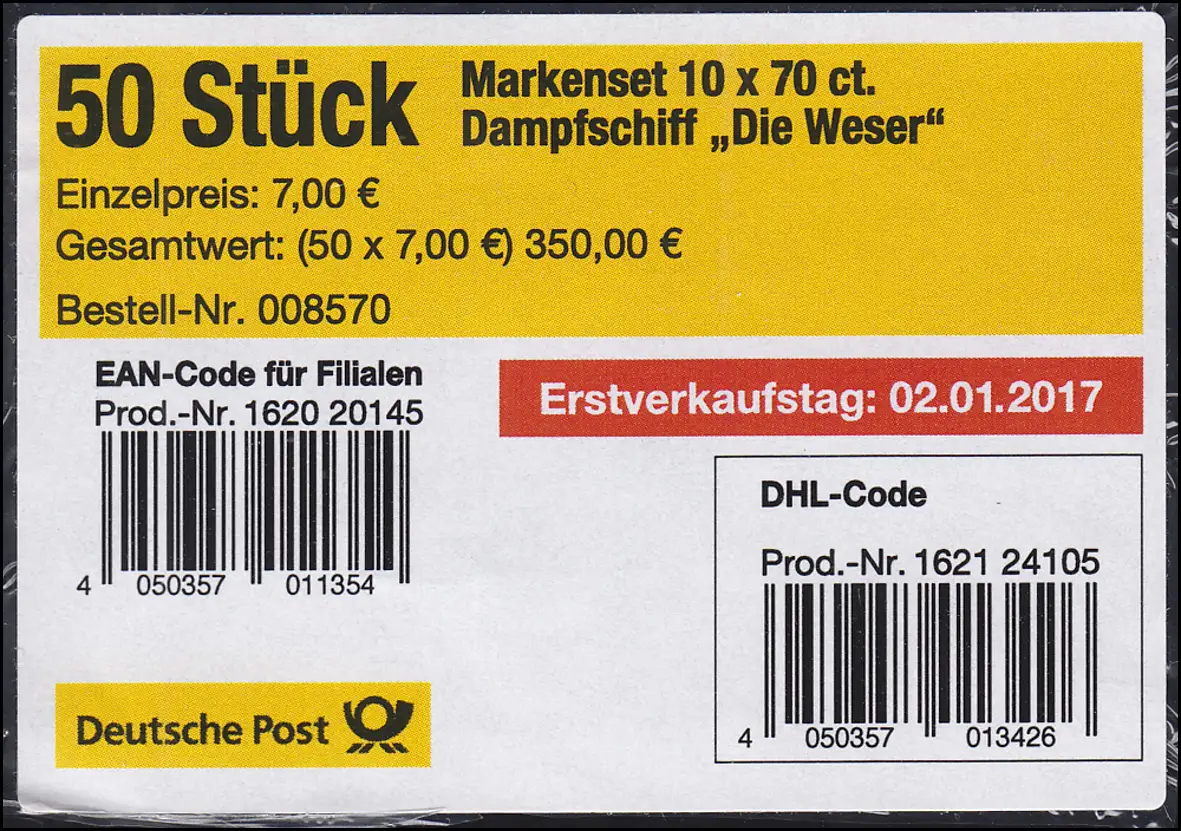 50 Stück
Markenset 10 x 70 ct.
Dampfschiff „Die Weser“
Einzelpreis: 7,00 €
Gesamtwert: (50 x 7,00 €) 350,00 €
Bestell-Nr. 008570
EAN-Code für Filialen
Prod.-Nr. 1620 20145
4 050357 011354
Erstverkaufstag: 02.01.2017
DHL-Code
Prod.-Nr. 1621 24105
4 050357 013426
Deutsche Post